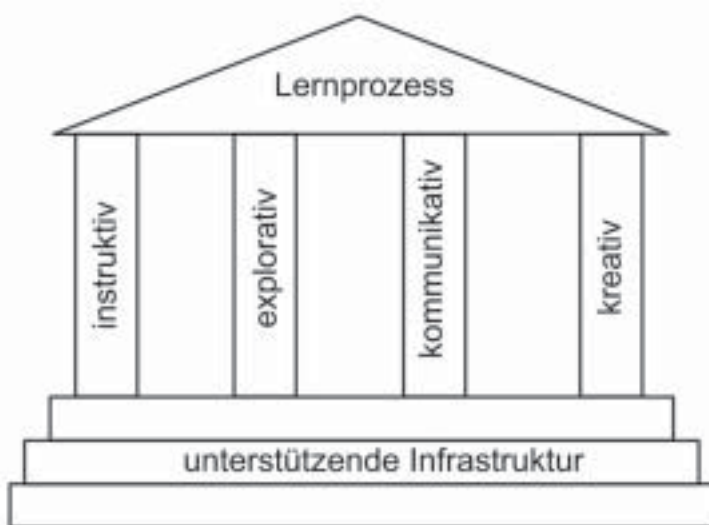 Lernprozess
instruktiv
explorativ
kommunikativ
kreativ
unterstützende Infrastruktur